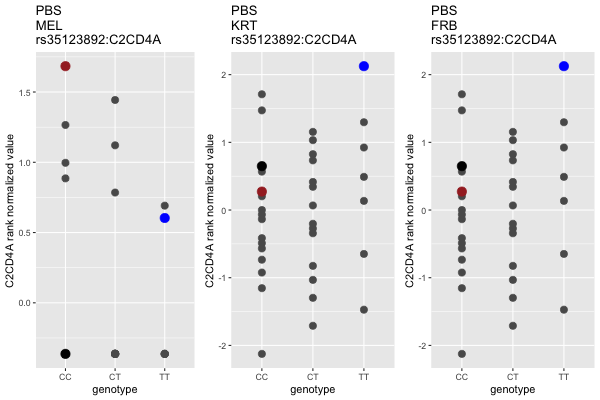 PBS
MEL
rs35123892:C2CD4A
C2CD4A rank normalized value
1.5
1.0
0.5
0.0
CC
CT
TT
genotype
PBS
KRT
rs35123892:C2CD4A
C2CD4A rank normalized value
2
1
0
-1
-2
CC
CT
TT
genotype
PBS
FRB
rs35123892:C2CD4A
C2CD4A rank normalized value
2
1
0
-1
-2
CC
CT
TT
genotype